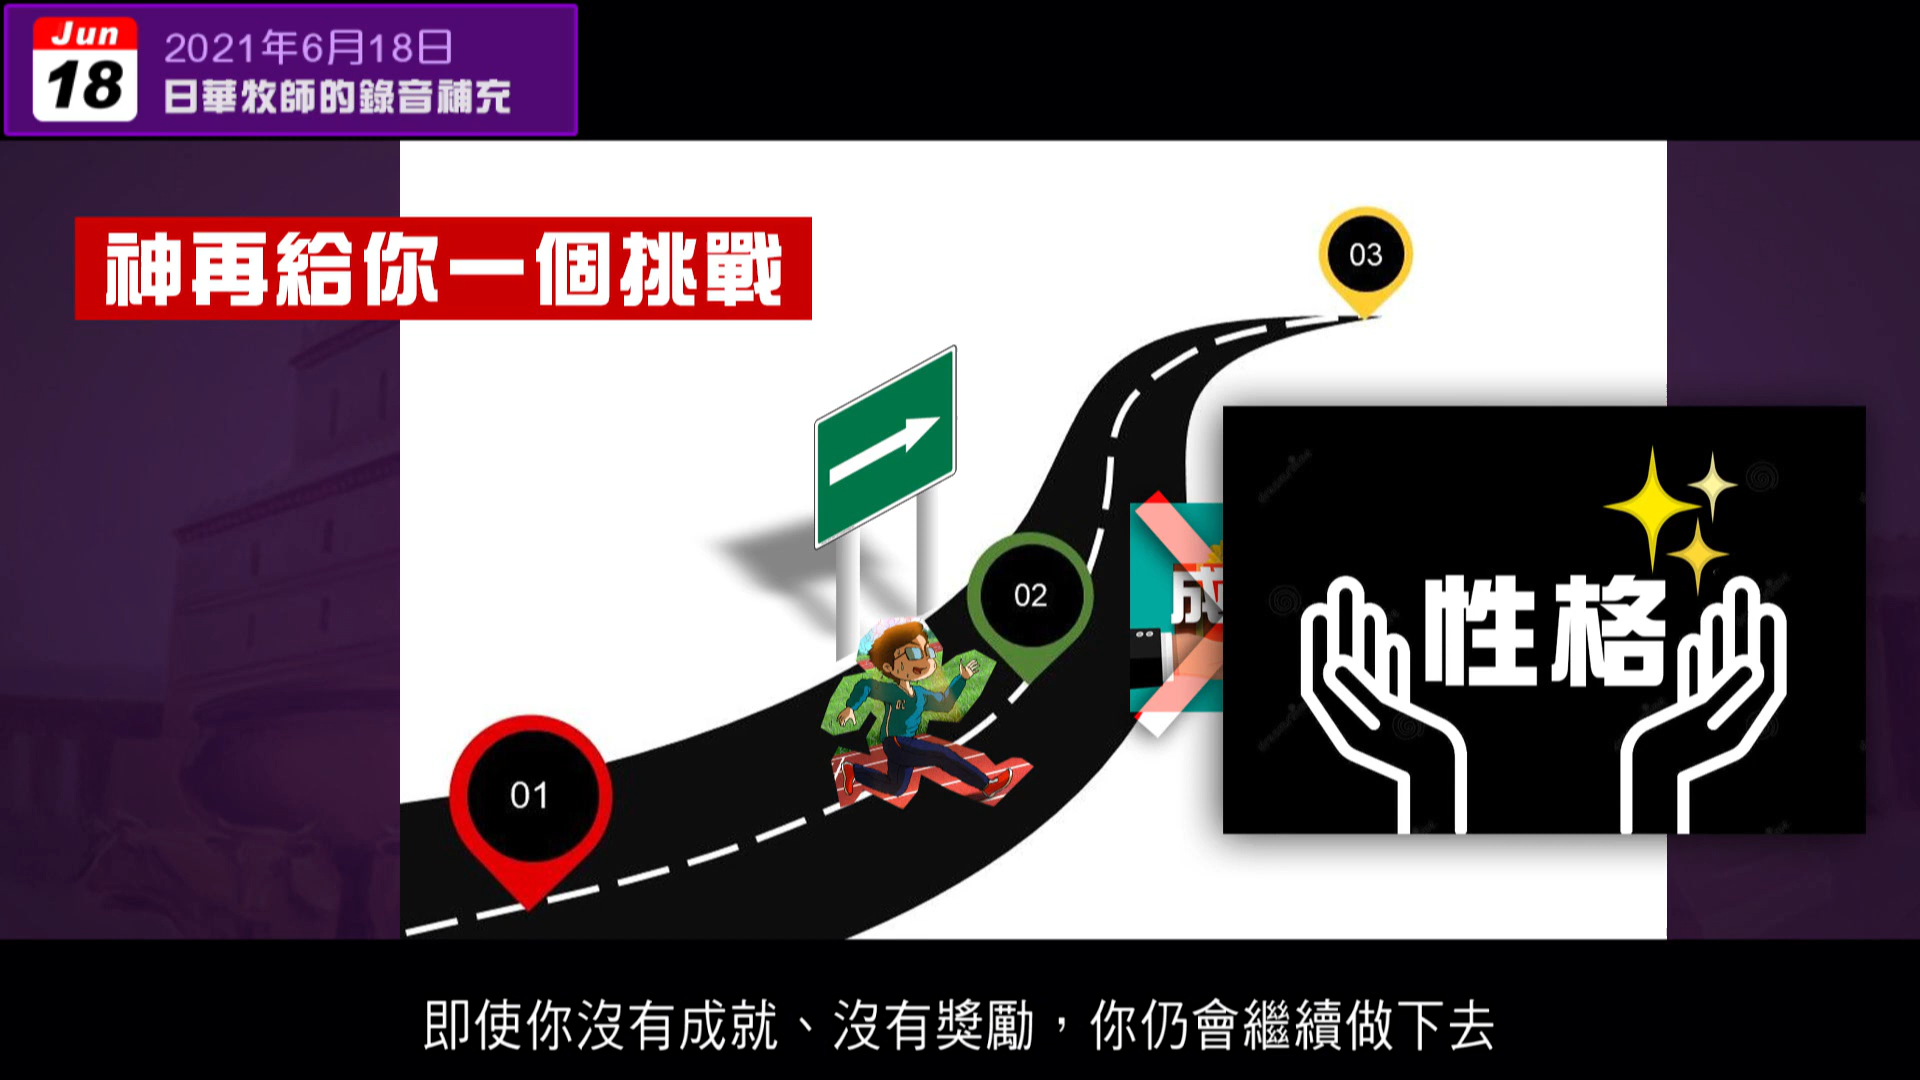 Jun
18
2021年6月18日
日華牧師的錄音補充
神再給你一個挑戰
03
02
成
性格
01
即使你沒有成就、沒有獎勵，你仍會繼續做下去